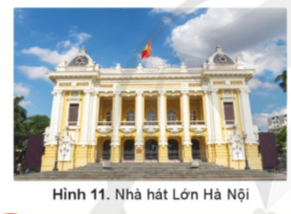 Hình 11. Nhà hát Lớn Hà Nội